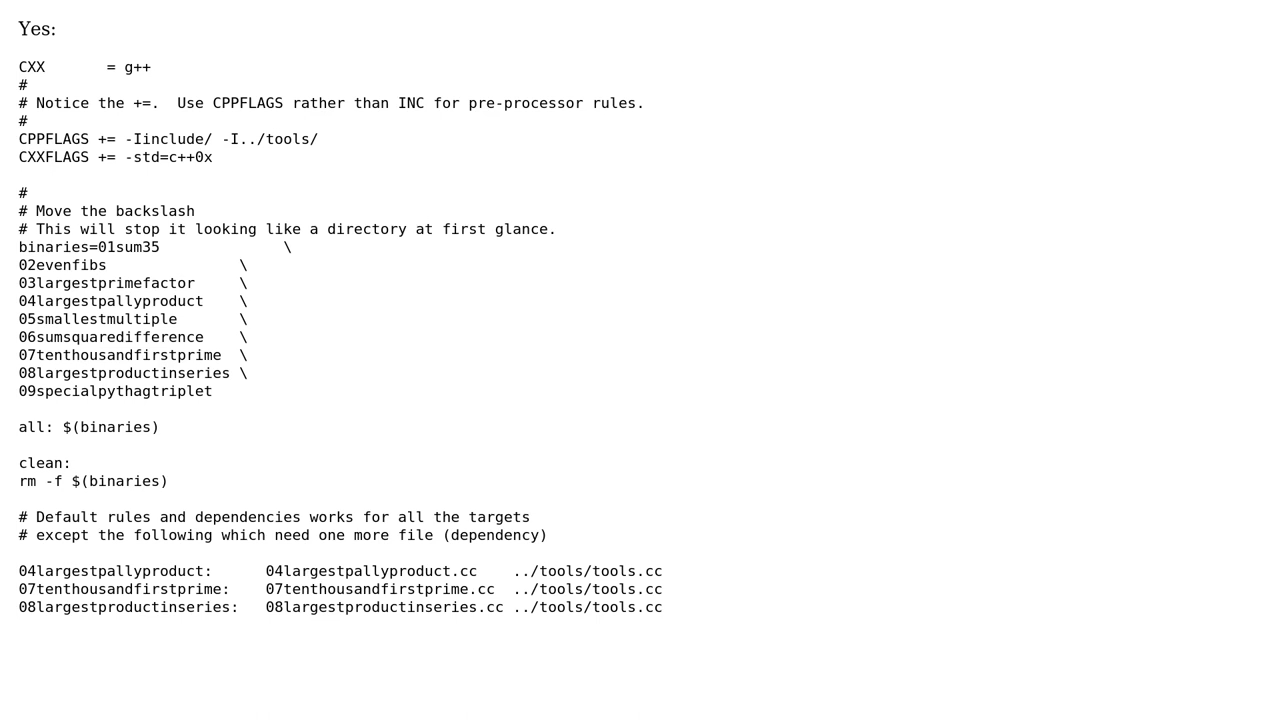 Yes:
CXX       = g++
#
# Notice the +=.  Use CPPFLAGS rather than INC for pre-processor rules.
#
CPPFLAGS += -Iinclude/ -I../tools/
CXXFLAGS += -std=c++0x
#
# Move the backslash
# This will stop it looking like a directory at first glance.
binaries=01sum35              \
02evenfibs               \
03largestprimefactor     \
04largestpallyproduct    \
05smallestmultiple       \
06sumsquaredifference    \
07tenthousandfirstprime  \
08largestproductinseries \
09specialpythagtriplet
all: $(binaries)
clean:
rm -f $(binaries)
# Default rules and dependencies works for all the targets
# except the following which need one more file (dependency)
04largestpallyproduct:      04largestpallyproduct.cc    ../tools/tools.cc
07tenthousandfirstprime:    07tenthousandfirstprime.cc  ../tools/tools.cc
08largestproductinseries:   08largestproductinseries.cc ../tools/tools.cc